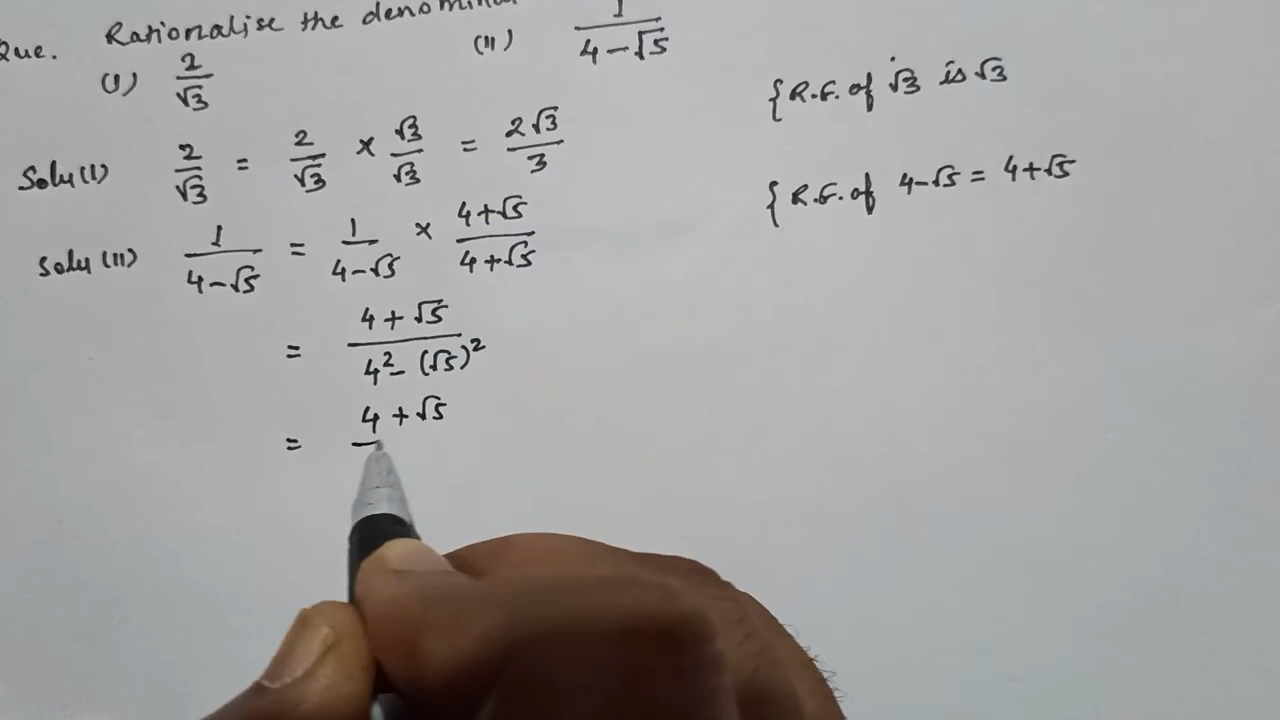 Que. Rationalise the
(I) 2/√3 (II) 1/(4-√5)
Solu(I) 2/√3 = 2/√3 × √3/√3 = 2√3/3 {R.F. of √3 is √3
Solu(II) 1/(4-√5) = 1/(4-√5) × (4+√5)/(4+√5) {R.F. of 4-√5 = 4+√5
= (4+√5)/(4²-(√5)²)
= 4+√5